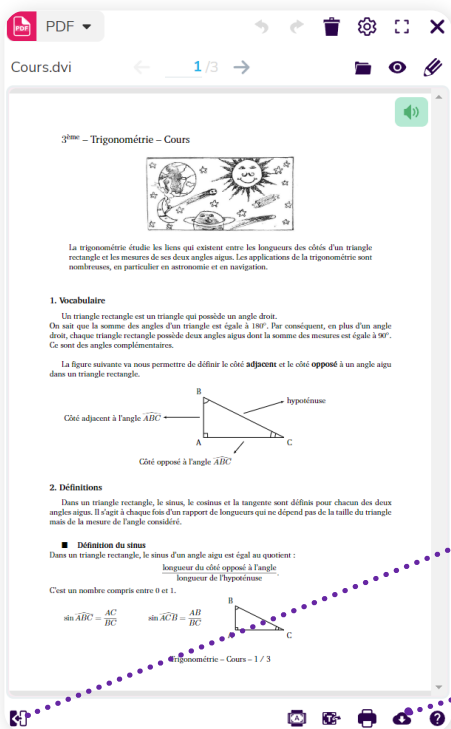 PDF
PDF
Cours.dvi
1 /3
3ème – Trigonométrie – Cours
La trigonométrie étudie les liens qui existent entre les longueurs des côtés d'un triangle
rectangle et les mesures de ses deux angles aigus. Les applications de la trigonométrie sont
nombreuses, en particulier en astronomie et en navigation.
1. Vocabulaire
Un triangle rectangle est un triangle qui possède un angle droit.
On sait que la somme des angles d'un triangle est égale à 180°. Par conséquent, en plus d'un angle
droit, chaque triangle rectangle possède deux angles aigus dont la somme des mesures est égale à 90°.
Ce sont des angles complémentaires.
La figure suivante va nous permettre de définir le côté adjacent et le côté opposé à un angle aigu
dans un triangle rectangle.
B
hypoténuse
Côté adjacent à l'angle ABC
A
C
Côté opposé à l'angle ABC
2. Définitions
Dans un triangle rectangle, le sinus, le cosinus et la tangente sont définis pour chacun des deux
angles aigus. Il s'agit à chaque fois d'un rapport de longueurs qui ne dépend pas de la taille du triangle
mais de la mesure de l'angle considéré.
■ Définition du sinus
Dans un triangle rectangle, le sinus d'un angle aigu est égal au quotient :
longueur du côté opposé à l'angle
longueur de l'hypoténuse.
C'est un nombre compris entre 0 et 1.
B
sin ABC = AC/BC sin ACB = AB/BC
A
C
Trigonométrie – Cours – 1 / 3
A
T
?